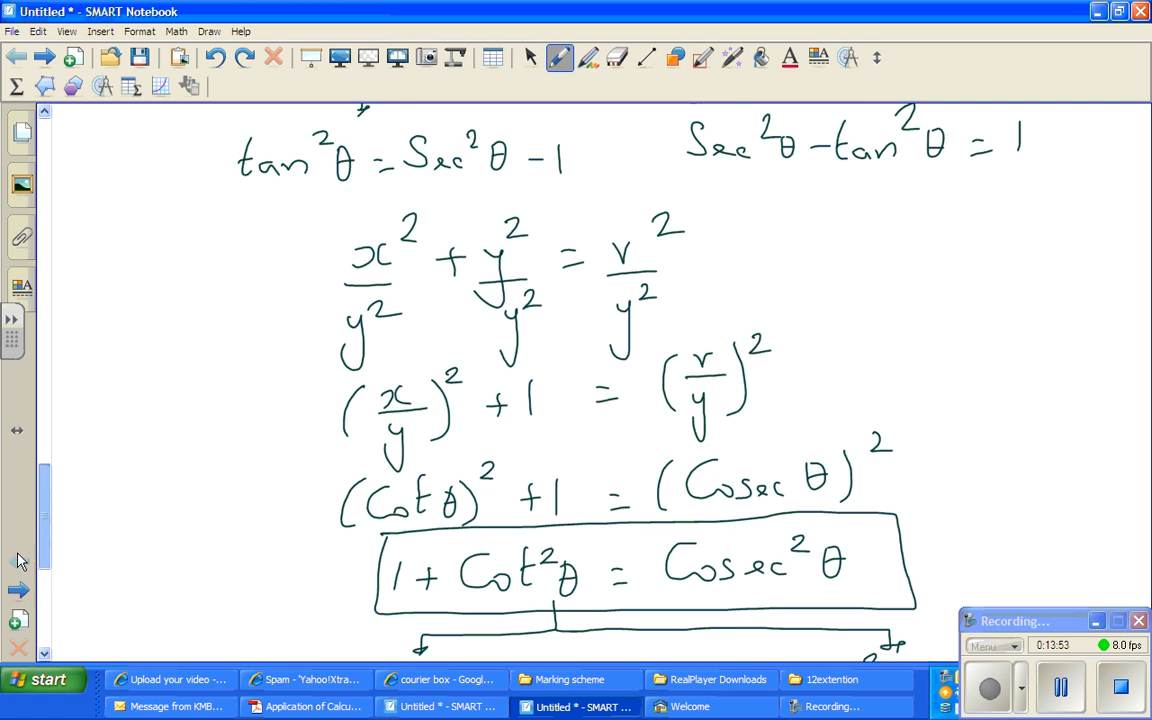 Untitled * - SMART Notebook
File Edit View Insert Format Math Draw Help
tan²θ = Sec²θ - 1
Sec²θ - tan²θ = 1
x²/y² + y²/y² = r²/y²
(x/y)² + 1 = (r/y)²
(Cot θ)² + 1 = (Cosec θ)²
1 + Cot²θ = Cosec²θ
Recording...
Menu 0:13:53 8.0 fps
start Upload your video -... Spam - 'Yahoo!Xtra... courier box - Googl... Marking scheme RealPlayer Downloads 12extention
Message from KMB... Application of Calcu... Untitled * - SMART ... Untitled * - SMART ... Welcome Recording...